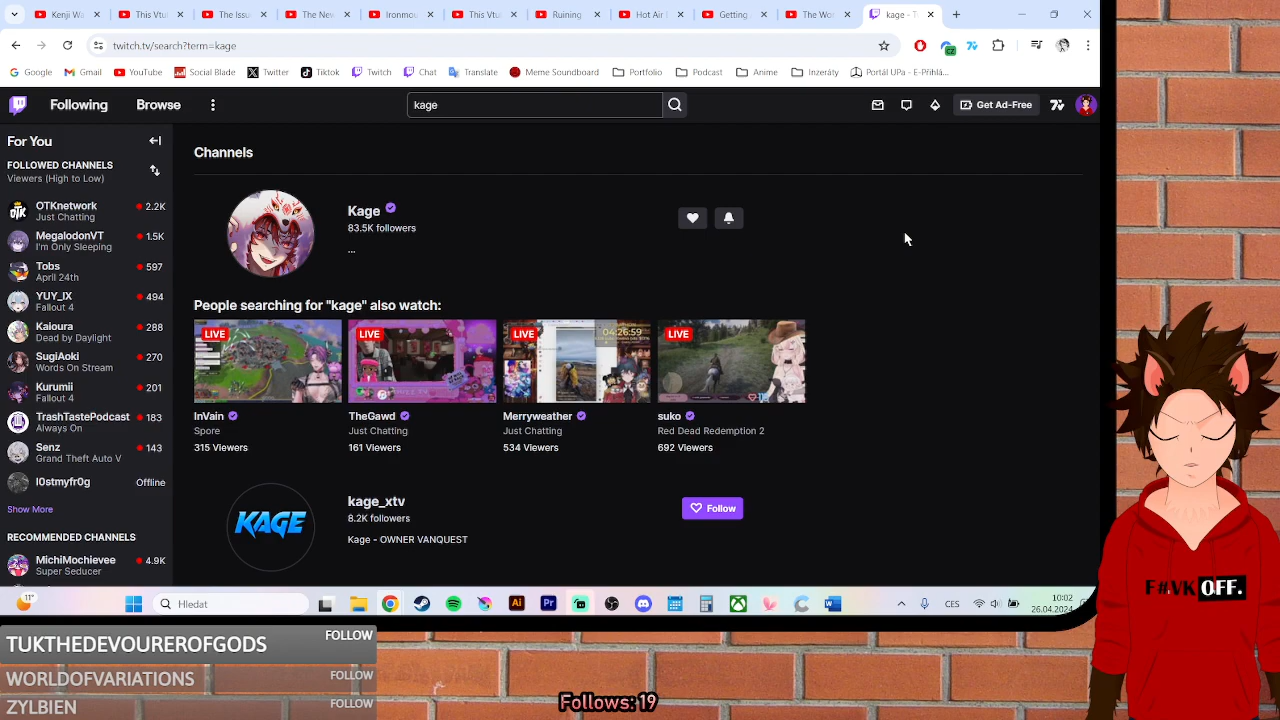 Kenji Wa
This Vtu
The Issu
The New
Ironmou
This Vtu
Ruining
Hot Air
Getting
The Wo
kage - T
twitch.tv/search?term=kage
CZ
Google
Gmail
YouTube
Social Blade
Twitter
Tiktok
Twitch
Chat
Translate
Meme Soundboard
Portfolio
Podcast
Anime
Inzeráty
Portál UPa - E-Přihlá...
Following
Browse
kage
Get Ad-Free
For You
FOLLOWED CHANNELS
Viewers (High to Low)
OTKnetwork 2.2K
Just Chatting
MegalodonVT 1.5K
I'm Only Sleeping
Tobs 597
April 24th
YUY_IX 494
Fallout 4
Kaioura 288
Dead by Daylight
SugiAoki 270
Words On Stream
Kurumii 201
Fallout 4
TrashTastePodcast 183
Always On
Senz 143
Grand Theft Auto V
l0stmyfr0g Offline
Show More
RECOMMENDED CHANNELS
MichiMochievee 4.9K
Super Seducer
Channels
Kage
83.5K followers
...
People searching for "kage" also watch:
LIVE
LIVE
LIVE
04:26:59
LIVE
InVain
Spore
315 Viewers
TheGawd
Just Chatting
161 Viewers
Merryweather
Just Chatting
534 Viewers
suko
Red Dead Redemption 2
692 Viewers
KAGE
kage_xtv
8.2K followers
Kage - OWNER VANQUEST
Follow
11°
Hledat
Ai
Pr
W
CES
10:02
26.04.2024
F#VK OFF.
TUKTHEDEVOUREROFGODS FOLLOW
WORLDOFVARIATIONS FOLLOW
ZYLBIEN FOLLOW
Follows: 19